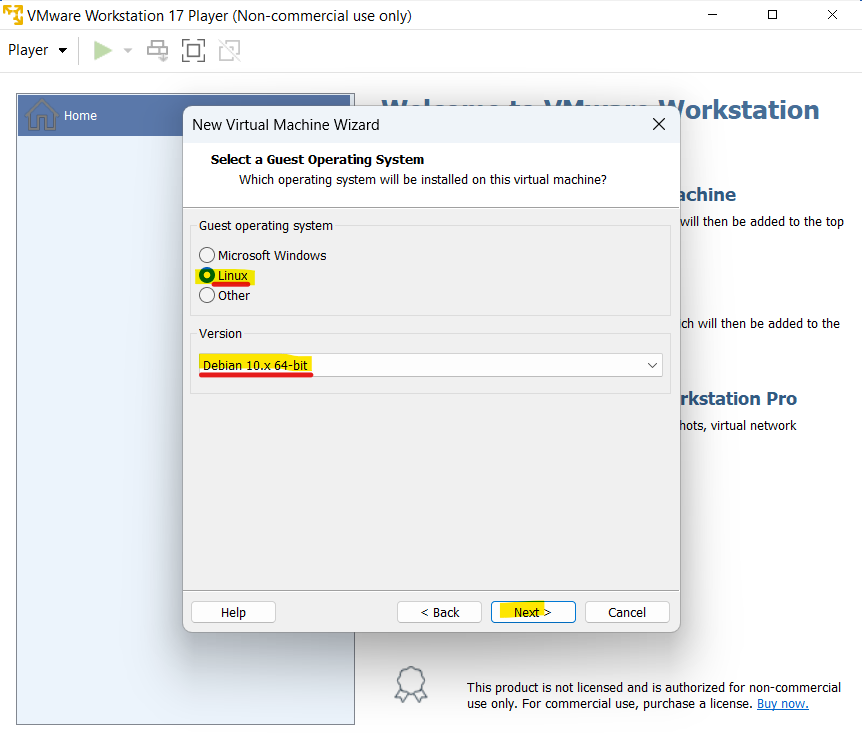 VMware Workstation 17 Player (Non-commercial use only)
Player
Home
Welcome to VMware Workstation
New Virtual Machine Wizard
Select a Guest Operating System
Which operating system will be installed on this virtual machine?
achine
will then be added to the top
Guest operating system
Microsoft Windows
Linux
Other
ch will then be added to the
Version
Debian 10.x 64-bit
rkstation Pro
hots, virtual network
Help
< Back
Next >
Cancel
This product is not licensed and is authorized for non-commercial
use only. For commercial use, purchase a license. Buy now.